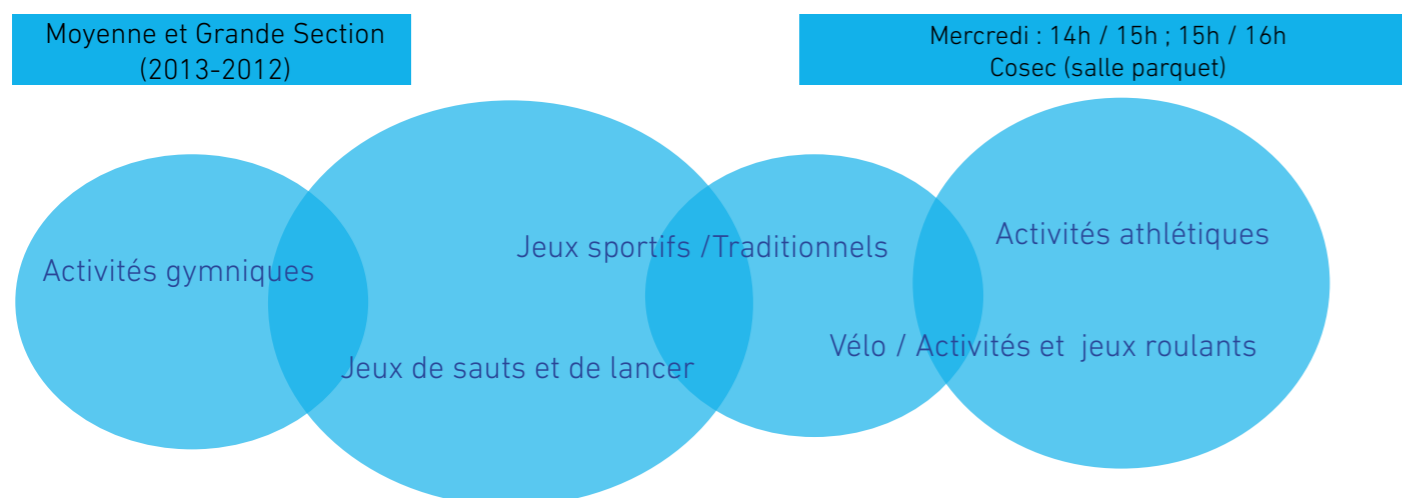 Moyenne et Grande Section
(2013-2012)
Mercredi : 14h / 15h ; 15h / 16h
Cosec (salle parquet)
Activités gymniques
Jeux sportifs /Traditionnels
Activités athlétiques
Jeux de sauts et de lancer
Vélo / Activités et jeux roulants